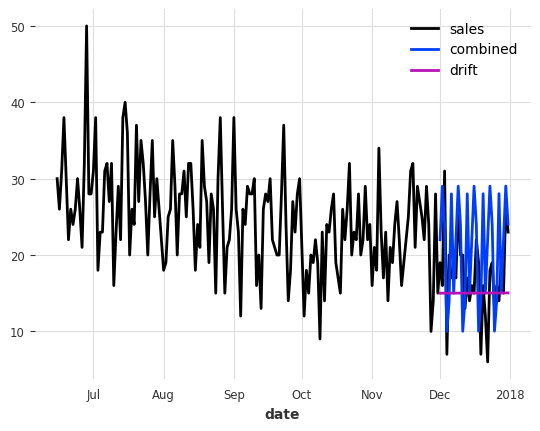 50
40
30
20
10
sales
combined
drift
Jul Aug Sep Oct Nov Dec 2018
date